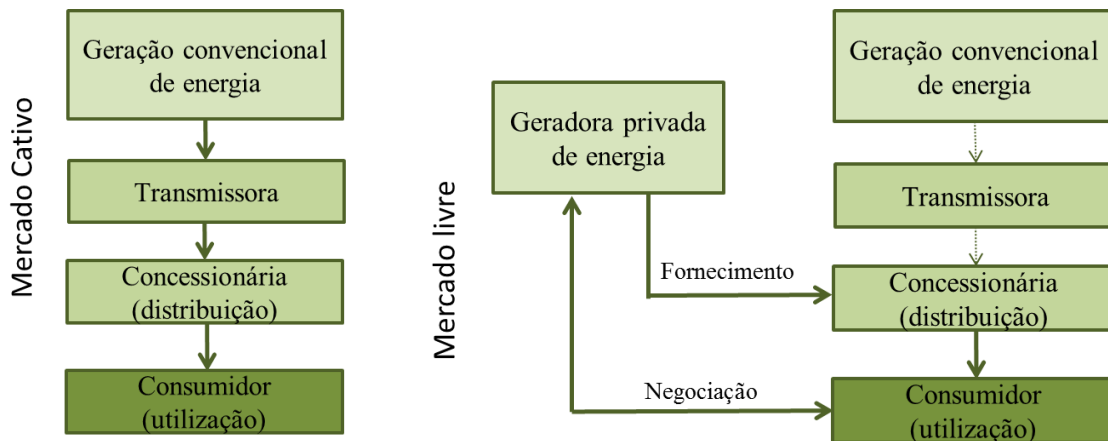 Mercado Cativo
Geração convencional
de energia
Transmissora
Concessionária
(distribuição)
Consumidor
(utilização)
Mercado livre
Geradora privada
de energia
Fornecimento
Negociação
Geração convencional
de energia
Transmissora
Concessionária
(distribuição)
Consumidor
(utilização)